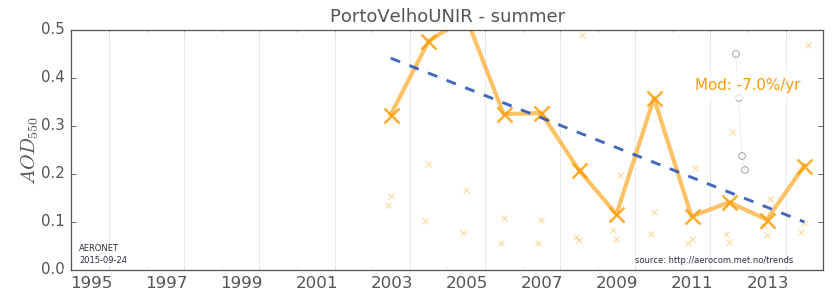 PortoVelhoUNIR - summer
0.5
0.4
0.3
0.2
0.1
0.0
AOD550
Mod: -7.0%/yr
AERONET
2015-09-24
source: http://aerocom.met.no/trends
1995 1997 1999 2001 2003 2005 2007 2009 2011 2013